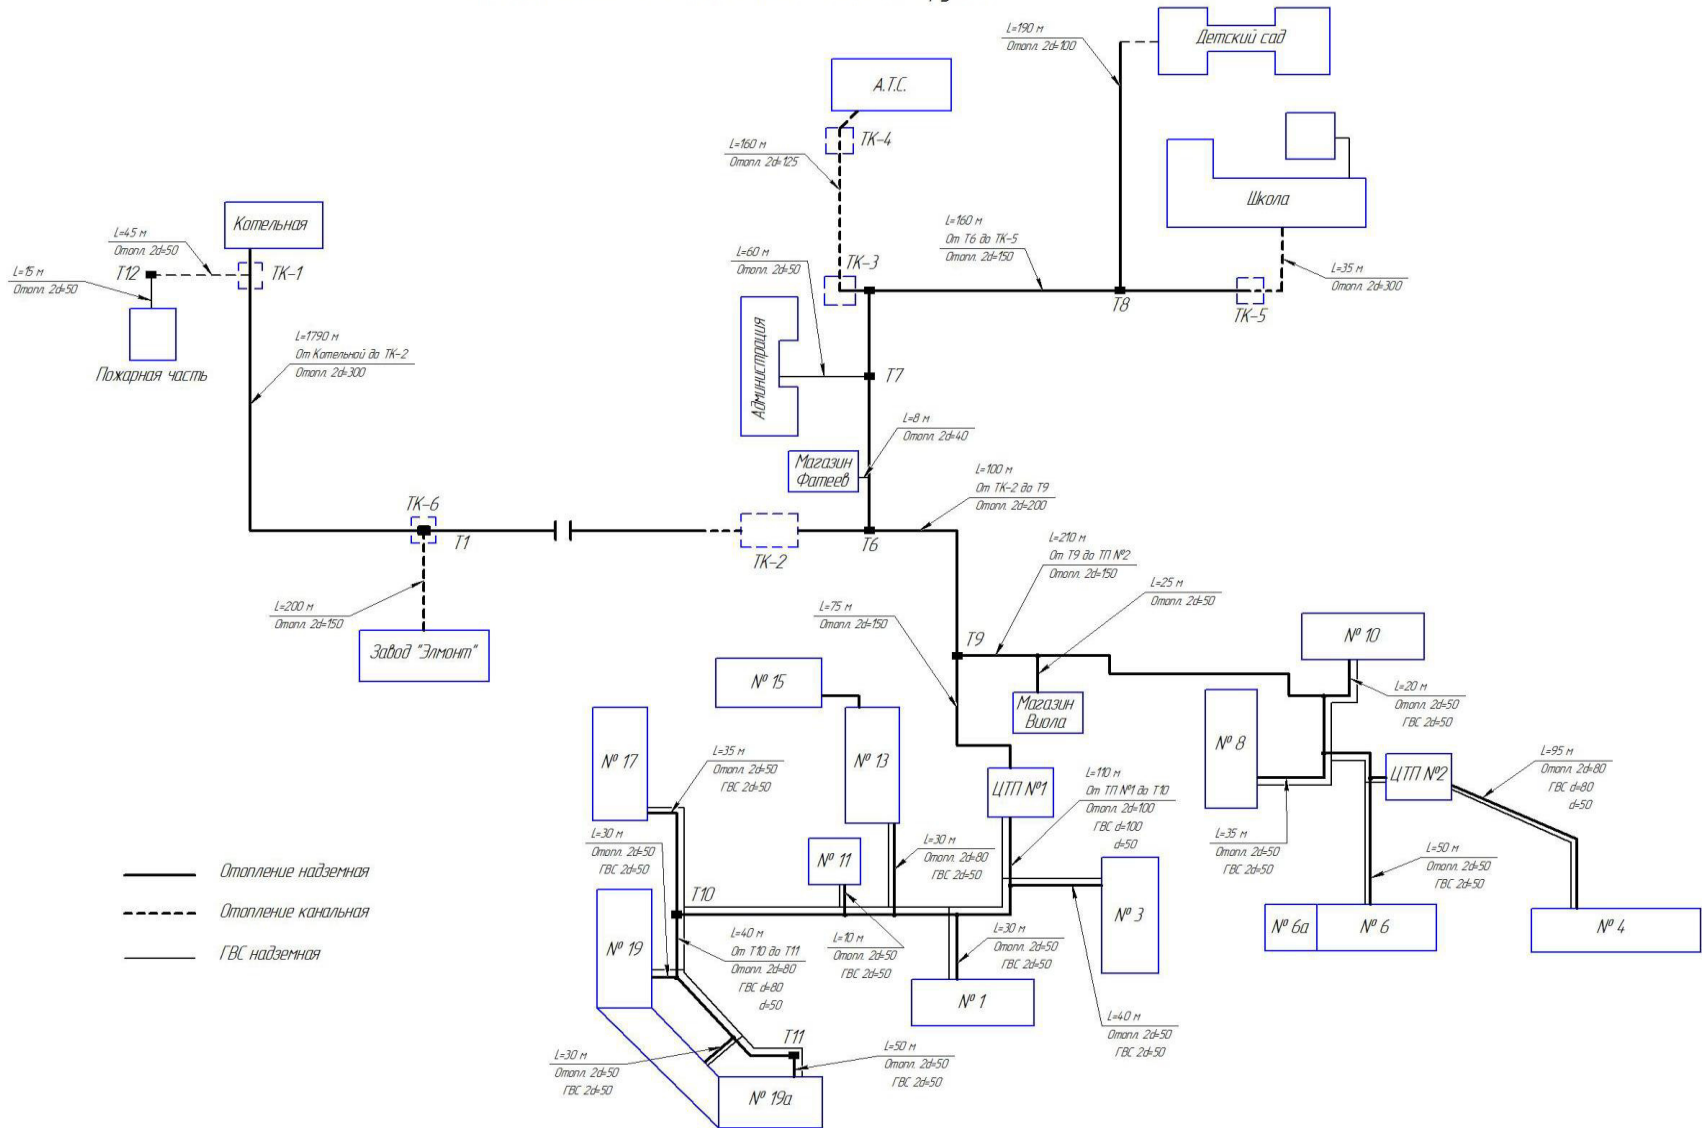 L=190 м
Отопл. 2d=100
Детский сад
А.Т.С.
ТК-4
L=160 м
Отопл. 2d=125
Школа
Котельная
L=45 м
Отопл. 2d=50
L=15 м
Отопл. 2d=50
Т12
ТК-1
L=160 м
От Т6 до ТК-5
Отопл. 2d=150
L=60 м
Отопл. 2d=50
ТК-3
L=35 м
Отопл. 2d=300
Т8
ТК-5
L=1790 м
От Котельной до ТК-2
Отопл. 2d=300
Пожарная часть
Администрация
Т7
L=8 м
Отопл. 2d=40
Магазин
Фатеев
L=100 м
От ТК-2 до Т9
Отопл. 2d=200
ТК-6
Т1
ТК-2
Т6
L=210 м
От Т9 до ТП №2
Отопл. 2d=150
L=25 м
Отопл. 2d=50
L=200 м
Отопл. 2d=150
L=75 м
Отопл. 2d=150
Завод "Элмонт"
Т9
№ 10
№ 15
Магазин
Виола
L=20 м
Отопл. 2d=50
ГВС 2d=50
№ 17
L=35 м
Отопл. 2d=50
ГВС 2d=50
№ 13
ЦТП №1
L=110 м
От ТП №1 до Т10
Отопл. 2d=100
ГВС d=100
d=50
№ 8
ЦТП №2
L=95 м
Отопл. 2d=80
ГВС d=80
d=50
L=30 м
Отопл. 2d=50
ГВС 2d=50
№ 11
L=30 м
Отопл. 2d=80
ГВС 2d=50
L=35 м
Отопл. 2d=50
ГВС 2d=50
L=50 м
Отопл. 2d=50
ГВС 2d=50
Отопление надземная
Отопление канальная
ГВС надземная
Т10
№ 19
L=40 м
От Т10 до Т11
Отопл. 2d=80
ГВС d=80
d=50
L=10 м
Отопл. 2d=50
ГВС 2d=50
L=30 м
Отопл. 2d=50
ГВС 2d=50
№ 3
№ 6а
№ 6
№ 4
№ 1
L=40 м
Отопл. 2d=50
ГВС 2d=50
Т11
L=30 м
Отопл. 2d=50
ГВС 2d=50
L=50 м
Отопл. 2d=50
ГВС 2d=50
№ 19а